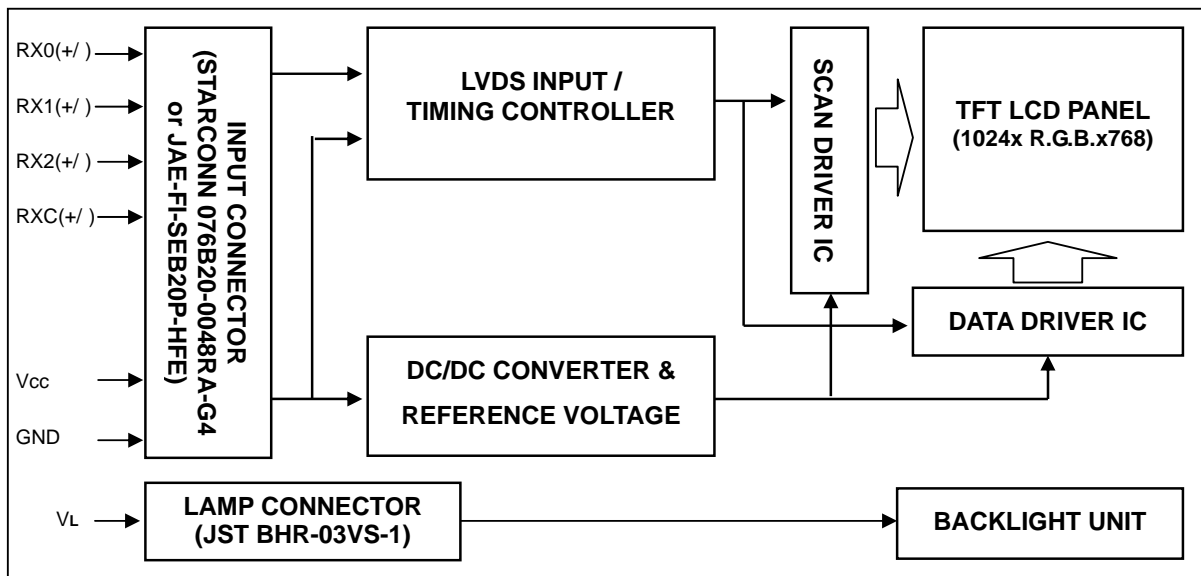 RX0(+/ )
RX1(+/ )
RX2(+/ )
RXC(+/ )
Vcc
GND
INPUT CONNECTOR
(STARCONN 076B20-0048RA-G4
or JAE-FI-SEB20P-HFE)
LVDS INPUT /
TIMING CONTROLLER
DC/DC CONVERTER &
REFERENCE VOLTAGE
SCAN DRIVER IC
TFT LCD PANEL
(1024x R.G.B.x768)
DATA DRIVER IC
VL
LAMP CONNECTOR
(JST BHR-03VS-1)
BACKLIGHT UNIT